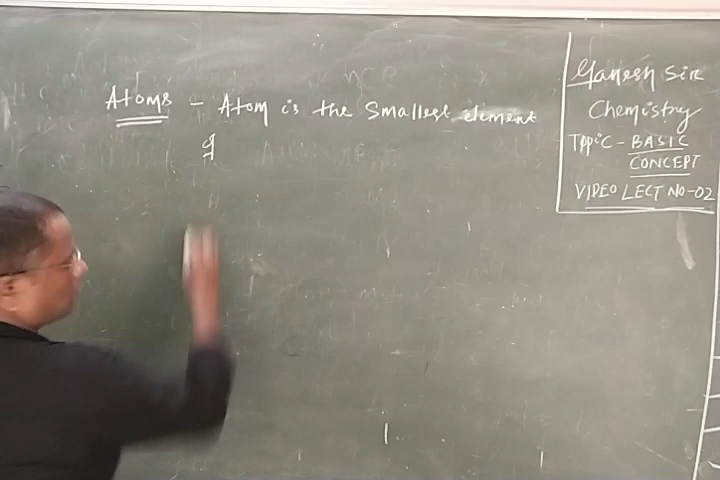 Atoms - Atom is the smallest element
of
Ganesh Sir
Chemistry
Topic - BASIC
CONCEPT
VIDEO LECT NO-02